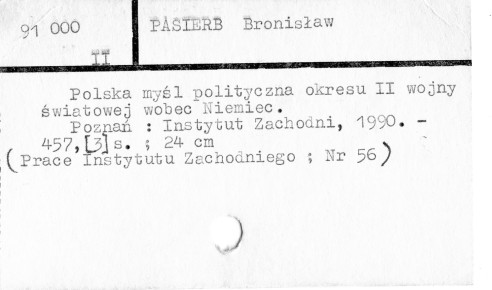 91 000
II
PASIERB Bronisław
Polska myśl polityczna okresu II wojny
światowej wobec Niemiec.
Poznań : Instytut Zachodni, 1990. -
457,[3]s. ; 24 cm
(Prace Instytutu Zachodniego ; Nr 56)